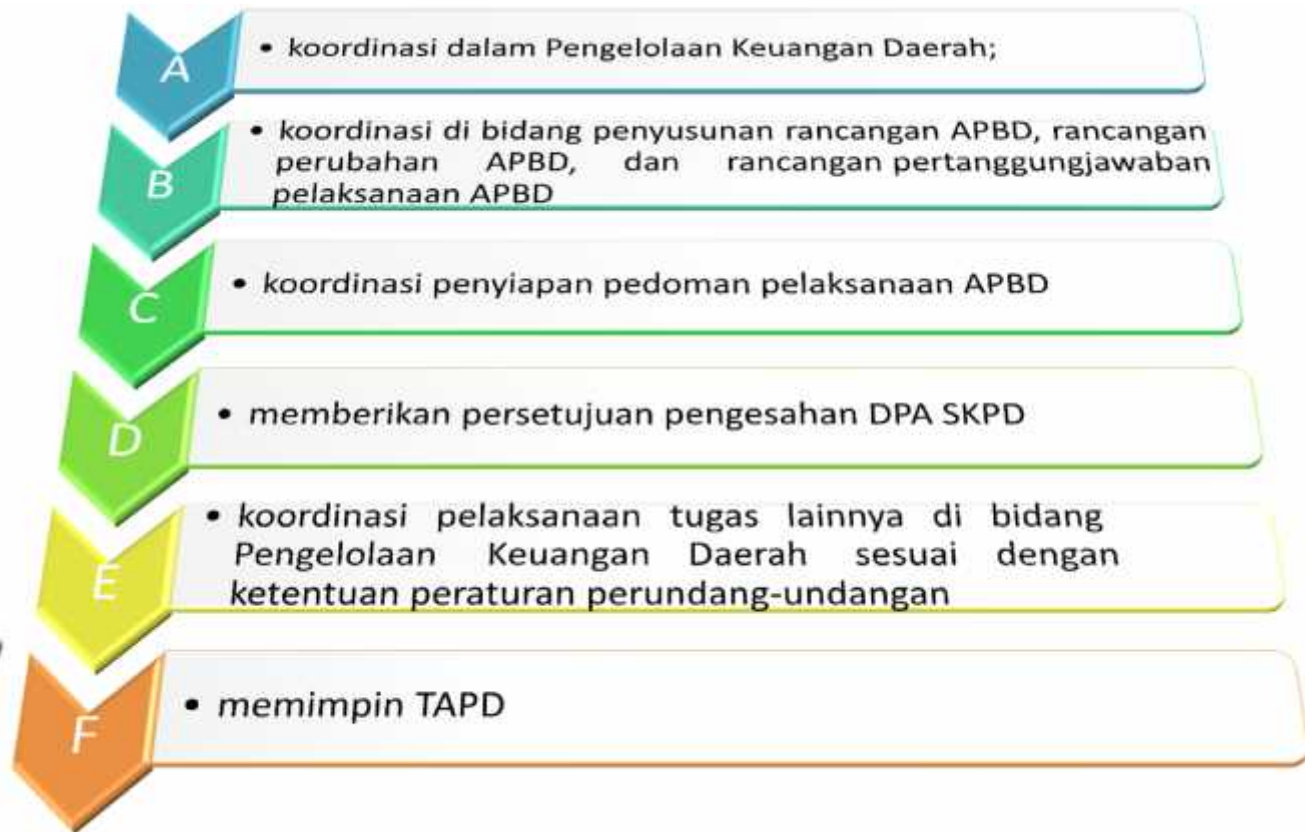 A
• koordinasi dalam Pengelolaan Keuangan Daerah;
B
• koordinasi di bidang penyusunan rancangan APBD, rancangan
perubahan APBD, dan rancangan pertanggungjawaban
pelaksanaan APBD
C
• koordinasi penyiapan pedoman pelaksanaan APBD
D
• memberikan persetujuan pengesahan DPA SKPD
E
• koordinasi pelaksanaan tugas lainnya di bidang
Pengelolaan Keuangan Daerah sesuai dengan
ketentuan peraturan perundang-undangan
F
• memimpin TAPD